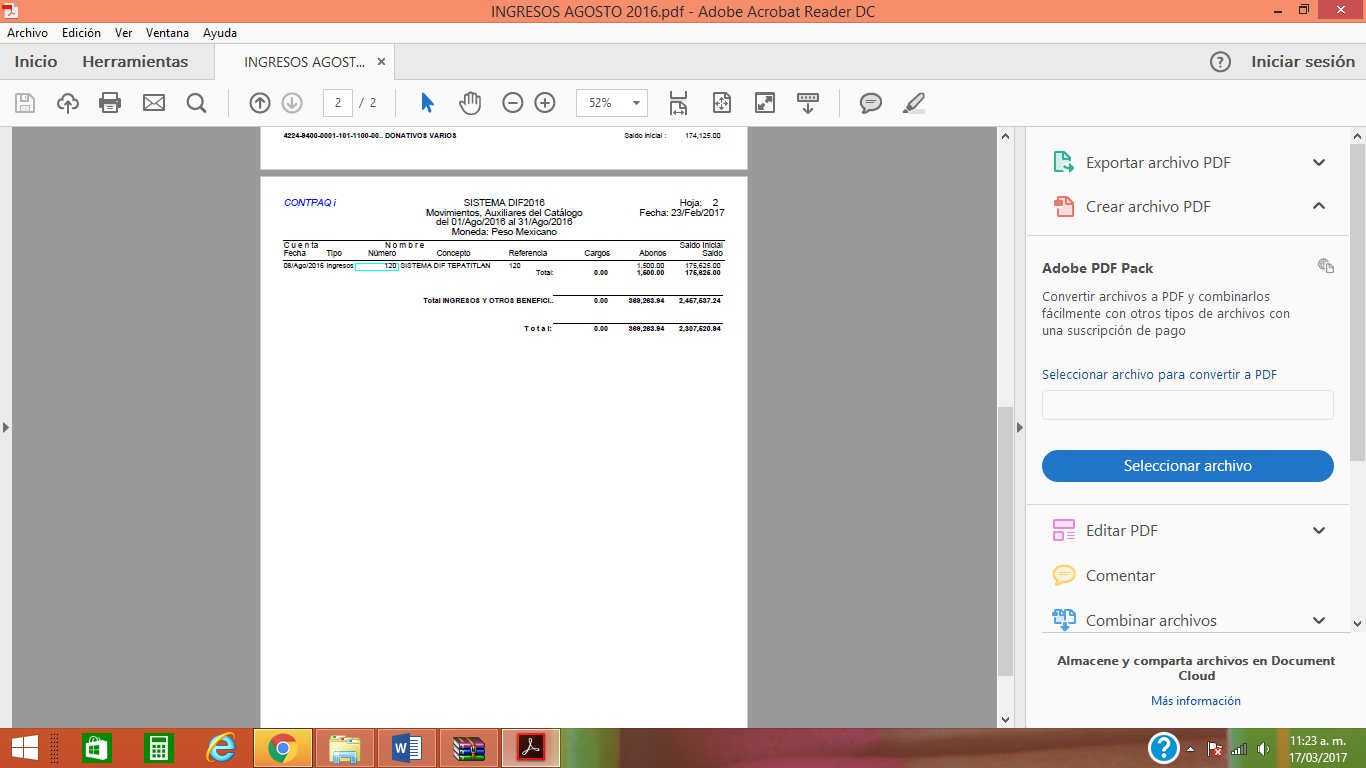 INGRESOS AGOSTO 2016.pdf - Adobe Acrobat Reader DC
Archivo Edición Ver Ventana Ayuda
Inicio Herramientas INGRESOS AGOST... × ? Iniciar sesión
2 / 2 52%
4224-9400-0001-101-1100-00.. DONATIVOS VARIOS Saldo inicial : 174,125.00
CONTPAQ i SISTEMA DIF2016 Hoja: 2
Movimientos, Auxiliares del Catálogo Fecha: 23/Feb/2017
del 01/Ago/2016 al 31/Ago/2016
Moneda: Peso Mexicano
C u e n t a N o m b r e Saldo Inicial
Fecha Tipo Número Concepto Referencia Cargos Abonos Saldo
08/Ago/2016 Ingresos 120 SISTEMA DIF TEPATITLAN 120 1,500.00 175,625.00
Total: 0.00 1,500.00 175,625.00
Total INGRESOS Y OTROS BENEFICI.. 0.00 369,263.94 2,457,537.24
T o t a l: 0.00 369,263.94 2,307,520.94
Exportar archivo PDF
Crear archivo PDF
Adobe PDF Pack
Convertir archivos a PDF y combinarlos
fácilmente con otros tipos de archivos con
una suscripción de pago
Seleccionar archivo para convertir a PDF
Seleccionar archivo
Editar PDF
Comentar
Combinar archivos
Almacene y comparta archivos en Document
Cloud
Más información
11:23 a. m.
17/03/2017